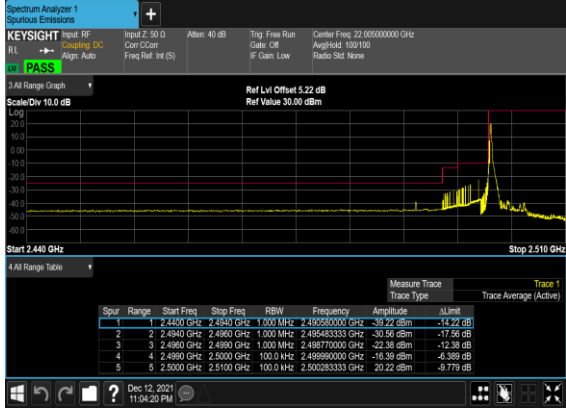 Spectrum Analyzer 1
Spurious Emissions
+
KEYSIGHT Input: RF Input Z: 50 Ω Atten: 40 dB Trig: Free Run Center Freq: 22.005000000 GHz
RL Coupling: DC Corr CCorr Gate: Off Avg|Hold: 100/100
Align: Auto Freq Ref: Int (S) IF Gain: Low Radio Std: None
PASS
3 All Range Graph
Ref Lvl Offset 5.22 dB
Scale/Div 10.0 dB Ref Value 30.00 dBm
Log
20.0
10.0
0.00
-10.0
-20.0
-30.0
-40.0
-50.0
-60.0
Start 2.440 GHz Stop 2.510 GHz
4 All Range Table
Measure Trace Trace 1
Trace Type Trace Average (Active)
Spur Range Start Freq Stop Freq RBW Frequency Amplitude ΔLimit
1 1 2.4400 GHz 2.4940 GHz 1.000 MHz 2.490580000 GHz -39.22 dBm -14.22 dB
2 2 2.4940 GHz 2.4960 GHz 1.000 MHz 2.495483333 GHz -30.56 dBm -17.56 dB
3 3 2.4960 GHz 2.4990 GHz 1.000 MHz 2.498770000 GHz -22.38 dBm -12.38 dB
4 4 2.4990 GHz 2.5000 GHz 100.0 kHz 2.499990000 GHz -16.39 dBm -6.389 dB
5 5 2.5000 GHz 2.5100 GHz 100.0 kHz 2.500283333 GHz 20.22 dBm -9.779 dB
? Dec 12, 2021
11:04:20 PM